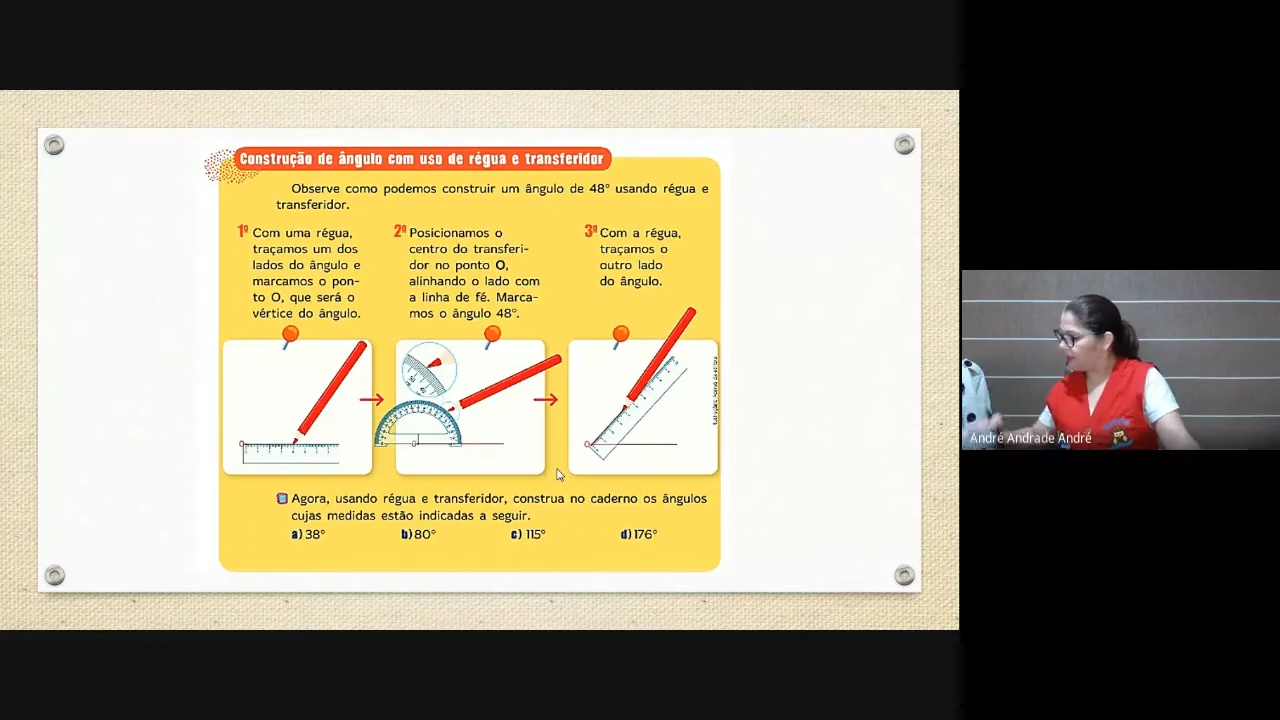 Construção de ângulo com uso de régua e transferidor
Observe como podemos construir um ângulo de 48° usando régua e
transferidor.
1º Com uma régua,
traçamos um dos
lados do ângulo e
marcamos o pon-
to O, que será o
vértice do ângulo.
2º Posicionamos o
centro do transferi-
dor no ponto O,
alinhando o lado com
a linha de fé. Marca-
mos o ângulo 48°.
3º Com a régua,
traçamos o
outro lado
do ângulo.
O
O
O
Agora, usando régua e transferidor, construa no caderno os ângulos
cujas medidas estão indicadas a seguir.
a) 38° b) 80° c) 115° d) 176°
André Andrade André